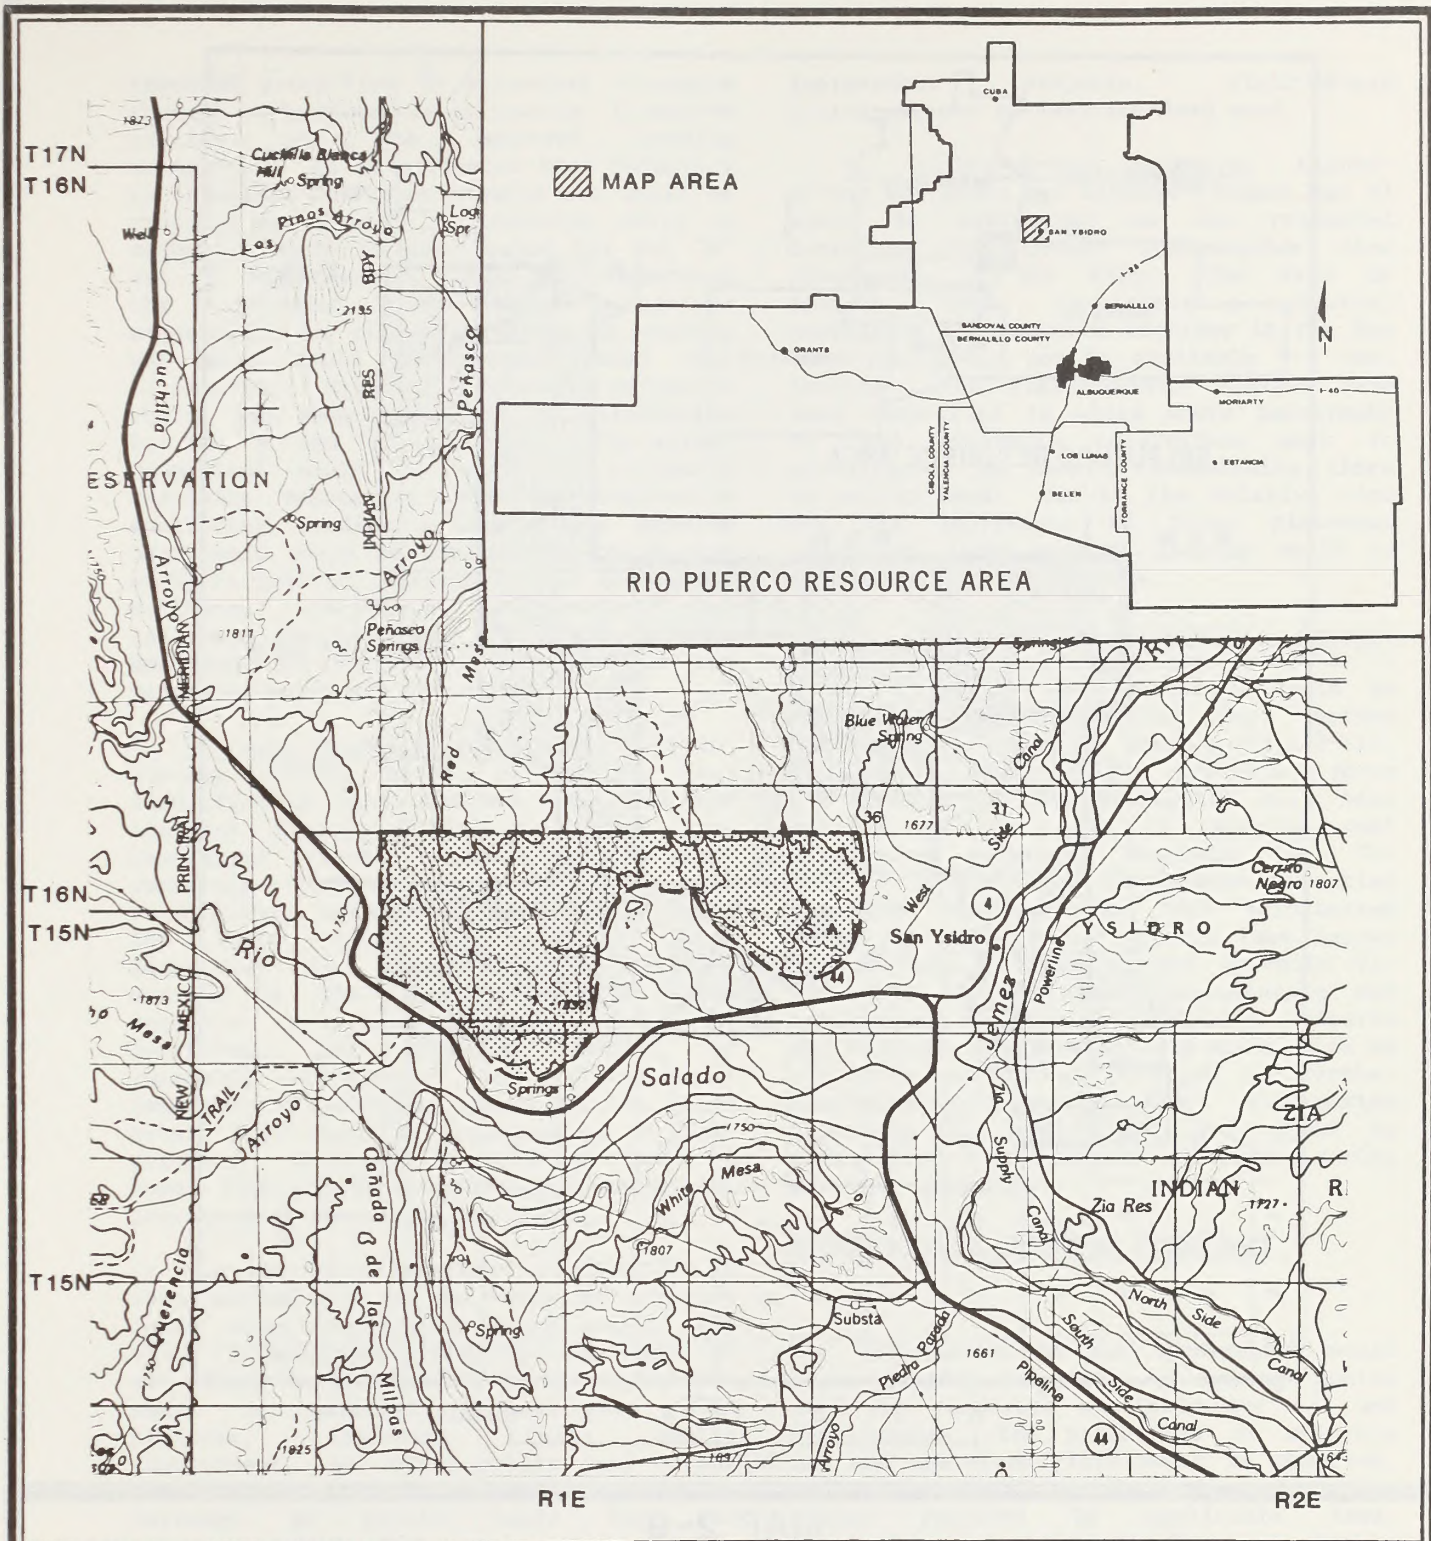 CUBA
MAP AREA
SAN YSIDRO
I-25
BERNALILLO
SANDOVAL COUNTY
BERNALILLO COUNTY
GRANTS
ALBUQUERQUE
N
MORIARTY
I-40
CIBOLA COUNTY
VALENCIA COUNTY
LOS LUNAS
TORRANCE COUNTY
ESTANCIA
BELEN
RIO PUERCO RESOURCE AREA
T17N
T16N
1873
Cuchilla Blanca
Hill
Spring
Well
Los Pinos Arroyo
Log
Spr
BDY
2195
RES
Peñasco
Cuchilla
ESERVATION
Spring
INDIAN
Arroyo
Arroyo
1750
1811
Peñasco
Springs
Mesa
MERIDIAN
Red
Springs
Blue Water
Spring
Canal
36
1677
31
Side
PRINCIPAL
T16N
T15N
1750
West
4
Cerrito
Negro 1807
San Ysidro
YSIDRO
S A
Rio
44
Powerline
Jemez
1873
Mesa
MEXICO
NEW
TRAIL
Arroyo
Springs
Salado
Zia
Supply
Canal
ZIA
1750
White Mesa
1807
Zia Res
INDIAN
R
1727
Cañada de las
Milpas
T15N
Querencia
Spring
Substa
Piedra Parada
Arroyo
1661
South
Side
Canal
Pipeline
North
Side
Canal
44
1825
R1E
R2E